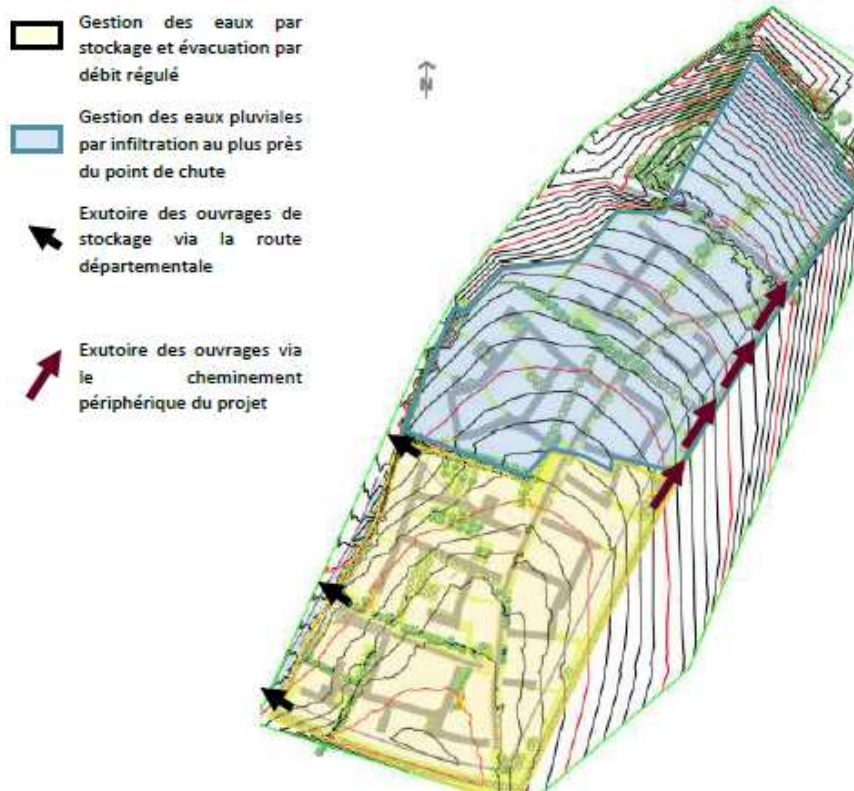 Gestion des eaux par
stockage et évacuation par
débit régulé
N
Gestion des eaux pluviales
par infiltration au plus près
du point de chute
Exutoire des ouvrages de
stockage via la route
départementale
Exutoire des ouvrages via
le cheminement
périphérique du projet